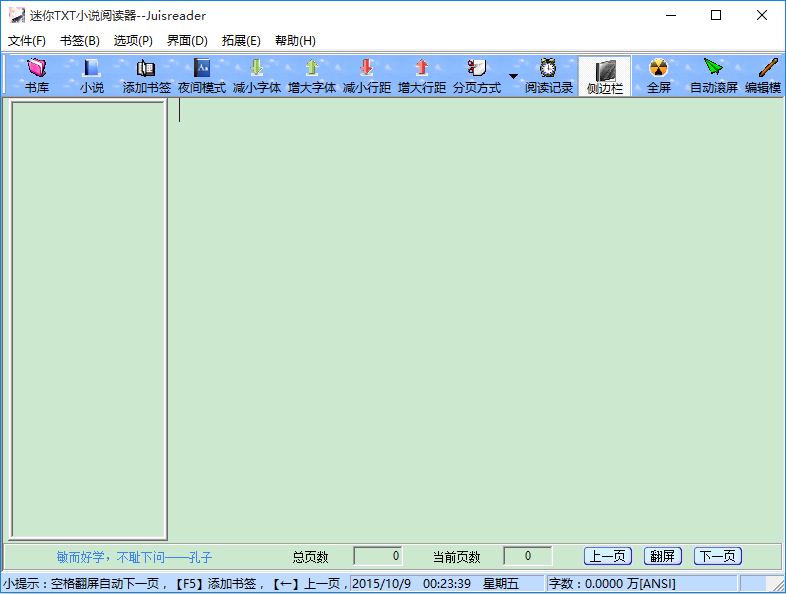 迷你TXT小说阅读器--Juisreader
文件(F) 书签(B) 选项(P) 界面(D) 拓展(E) 帮助(H)
书库 小说 添加书签 夜间模式 减小字体 增大字体 减小行距 增大行距 分页方式 阅读记录 侧边栏 全屏 自动滚屏 编辑模
敏而好学，不耻下问——孔子 总页数 0 当前页数 0 上一页 翻屏 下一页
小提示：空格翻屏自动下一页，【F5】添加书签，【←】上一页， 2015/10/9 00:23:39 星期五 字数：0.0000 万[ANSI]